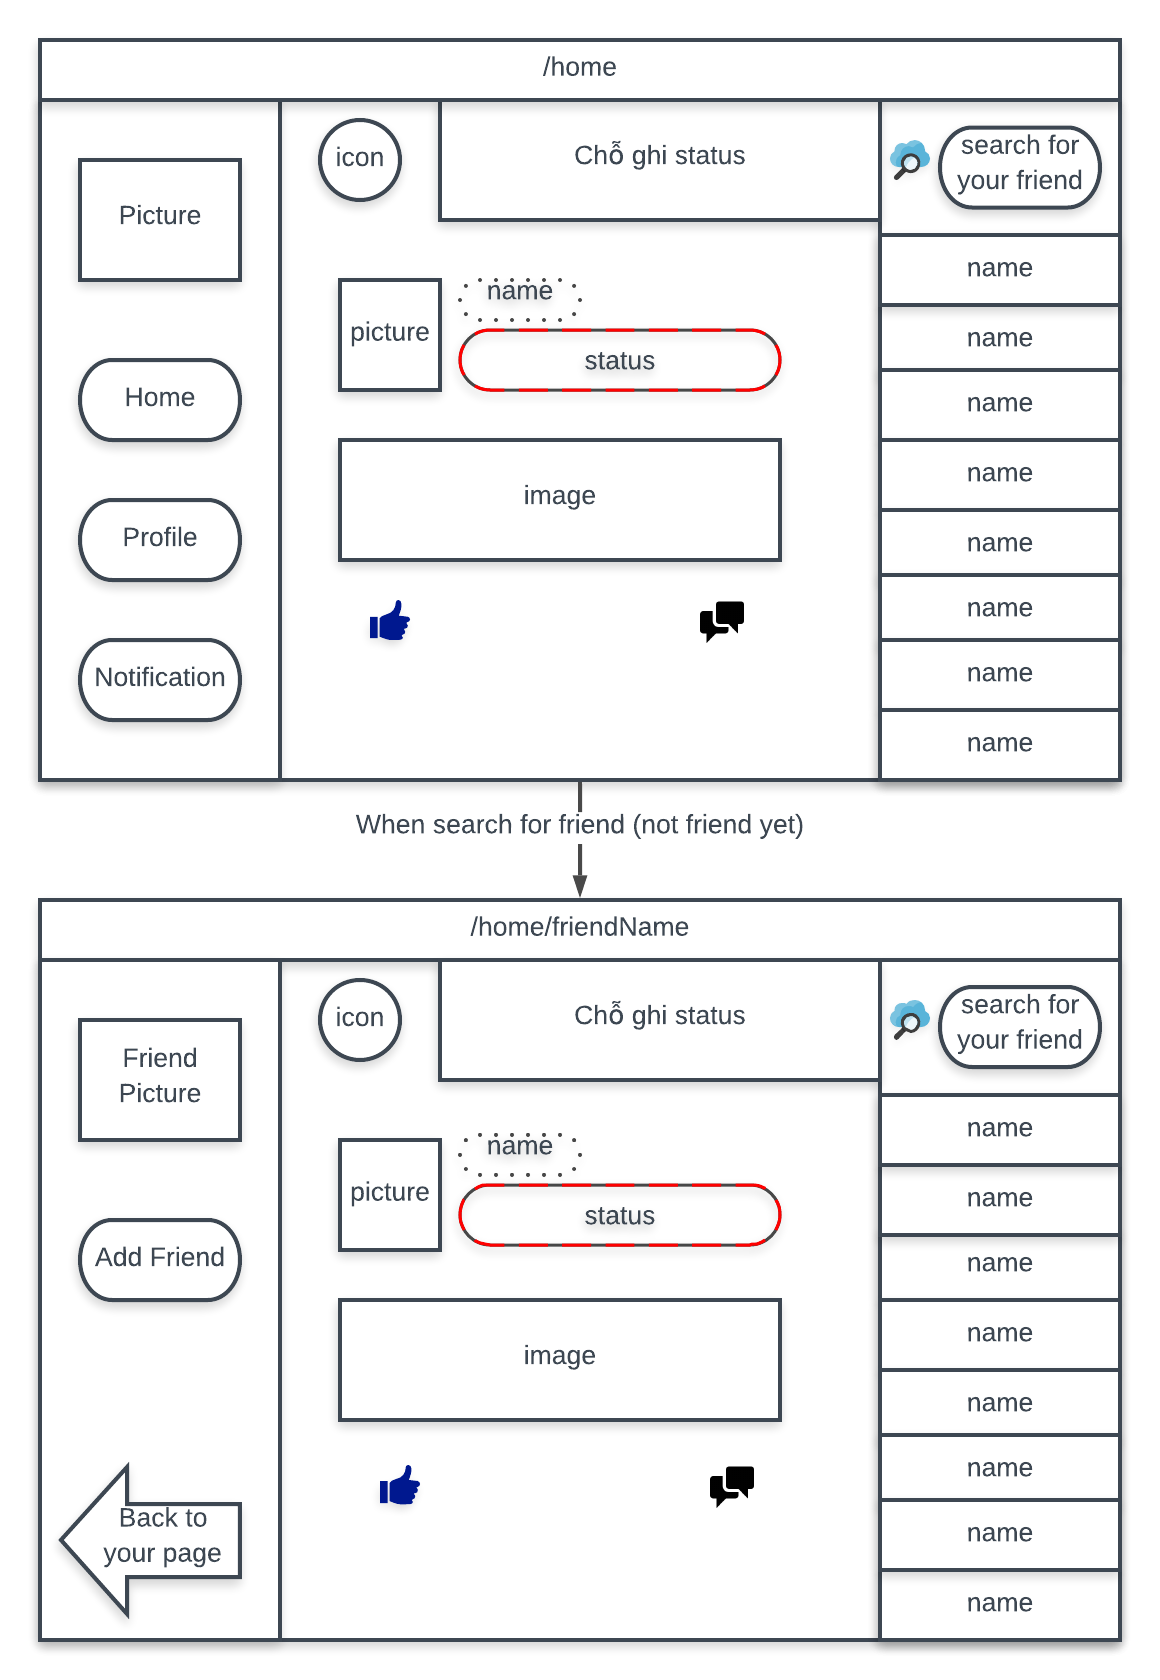 /home
Picture
Home
Profile
Notification
icon
Chỗ ghi status
picture
name
status
image
search for
your friend
name
name
name
name
name
name
name
name
When search for friend (not friend yet)
/home/friendName
Friend
Picture
Add Friend
Back to
your page
icon
Chỗ ghi status
picture
name
status
image
search for
your friend
name
name
name
name
name
name
name
name